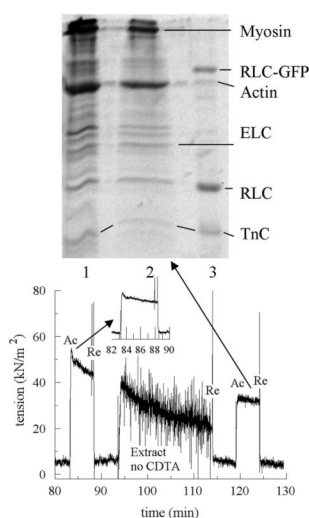 Myosin
RLC-GFP
Actin
ELC
RLC
TnC
1 2 3
80
60
40
20
0
tension (kN/m²)
Ac
Re
82 84 86 88 90
Re
Ac Re
Extract
no CDTA
80 90 100 110 120 130
time (min)